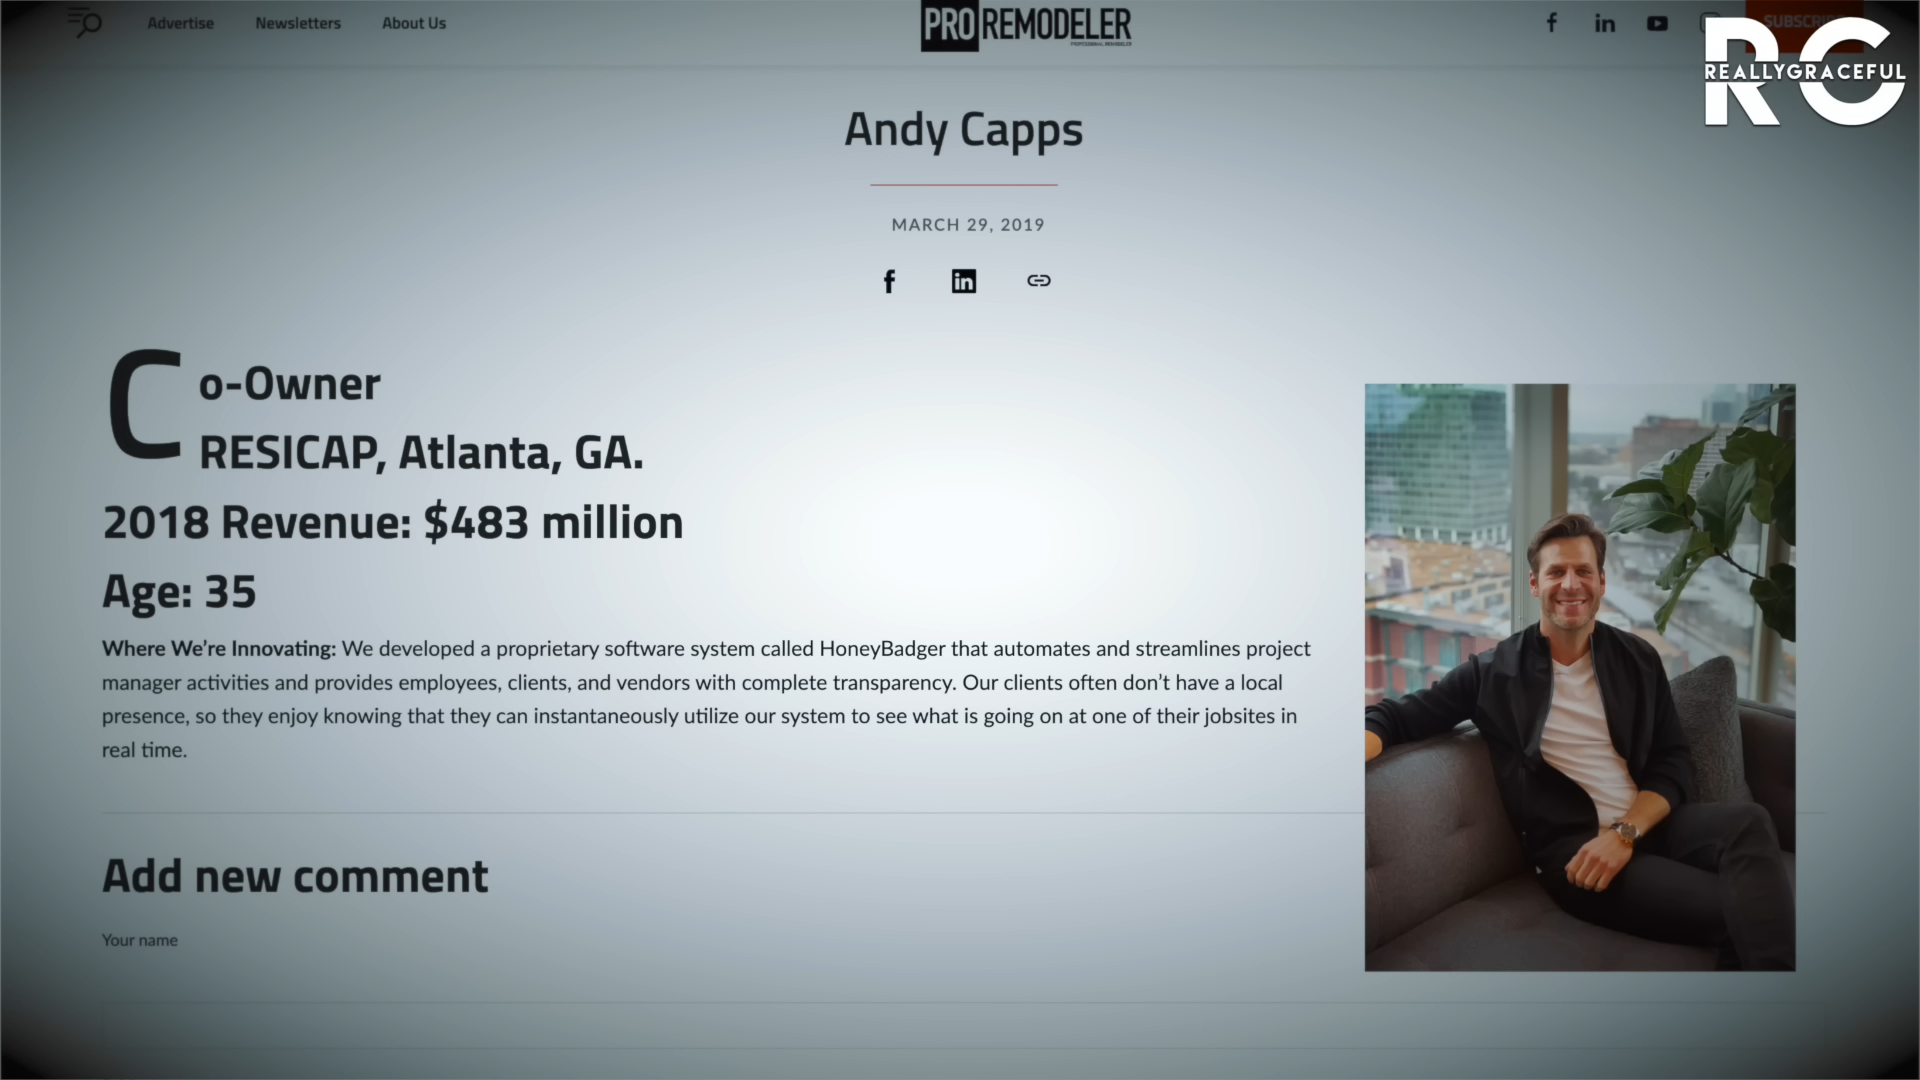 Advertise
Newsletters
About Us
PRO REMODELER
PROFESSIONAL REMODELER
SUBSCRIBE
RG
REALLYGRACEFUL
Andy Capps
MARCH 29, 2019
Co-Owner
RESICAP, Atlanta, GA.
2018 Revenue: $483 million
Age: 35
Where We’re Innovating: We developed a proprietary software system called HoneyBadger that automates and streamlines project
manager activities and provides employees, clients, and vendors with complete transparency. Our clients often don’t have a local
presence, so they enjoy knowing that they can instantaneously utilize our system to see what is going on at one of their jobsites in
real time.
Add new comment
Your name